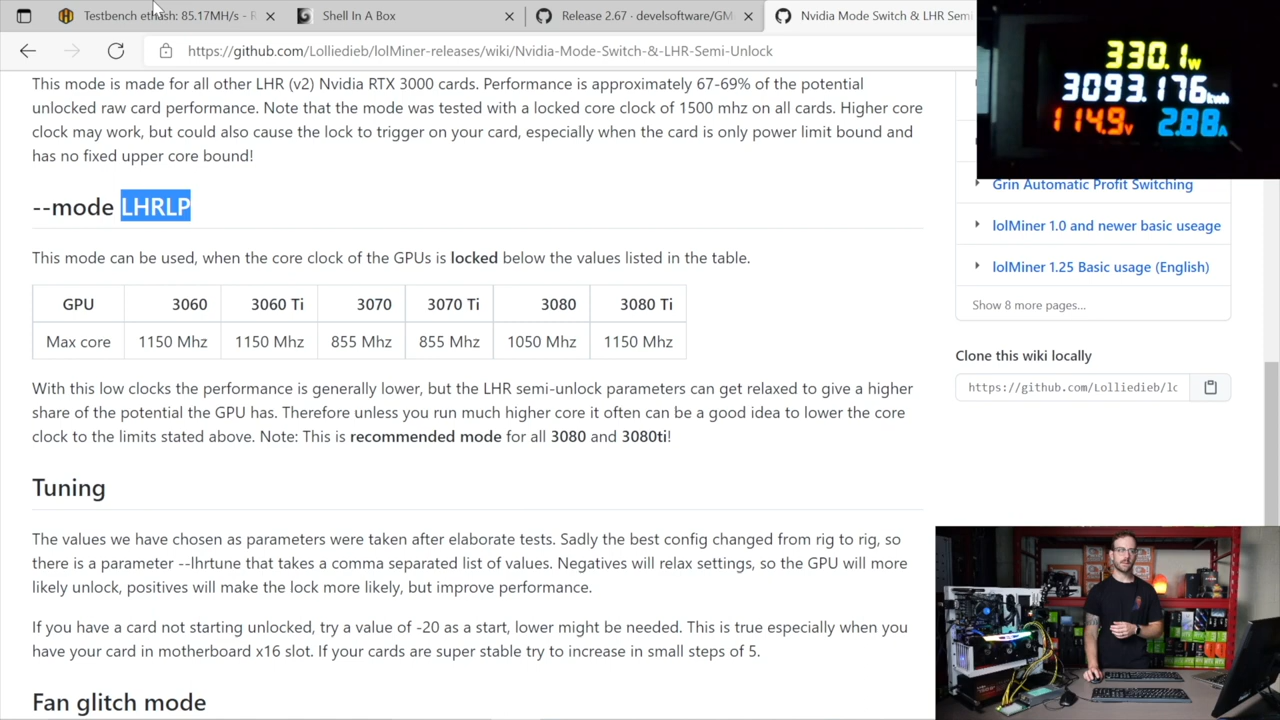 Testbench ethash: 85.17MH/s - R
Shell In A Box
Release 2.67 · develsoftware/GM
Nvidia Mode Switch & LHR Semi
https://github.com/Lolliedieb/lolMiner-releases/wiki/Nvidia-Mode-Switch-&-LHR-Semi-Unlock
330.1w
3093.176kwh
114.9v 2.88A
This mode is made for all other LHR (v2) Nvidia RTX 3000 cards. Performance is approximately 67-69% of the potential
unlocked raw card performance. Note that the mode was tested with a locked core clock of 1500 mhz on all cards. Higher core
clock may work, but could also cause the lock to trigger on your card, especially when the card is only power limit bound and
has no fixed upper core bound!
--mode LHRLP
This mode can be used, when the core clock of the GPUs is locked below the values listed in the table.
GPU 3060 3060 Ti 3070 3070 Ti 3080 3080 Ti
Max core 1150 Mhz 1150 Mhz 855 Mhz 855 Mhz 1050 Mhz 1150 Mhz
With this low clocks the performance is generally lower, but the LHR semi-unlock parameters can get relaxed to give a higher
share of the potential the GPU has. Therefore unless you run much higher core it often can be a good idea to lower the core
clock to the limits stated above. Note: This is recommended mode for all 3080 and 3080ti!
Tuning
The values we have chosen as parameters were taken after elaborate tests. Sadly the best config changed from rig to rig, so
there is a parameter --lhrtune that takes a comma separated list of values. Negatives will relax settings, so the GPU will more
likely unlock, positives will make the lock more likely, but improve performance.
If you have a card not starting unlocked, try a value of -20 as a start, lower might be needed. This is true especially when you
have your card in motherboard x16 slot. If your cards are super stable try to increase in small steps of 5.
Fan glitch mode
Grin Automatic Profit Switching
lolMiner 1.0 and newer basic useage
lolMiner 1.25 Basic usage (English)
Show 8 more pages...
Clone this wiki locally
https://github.com/Lolliedieb/lc